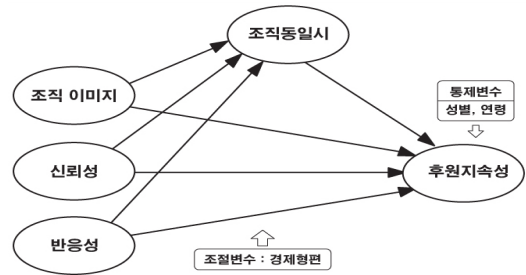 조직동일시
조직 이미지
통제변수
성별, 연령
신뢰성
후원지속성
반응성
조절변수 : 경제형편